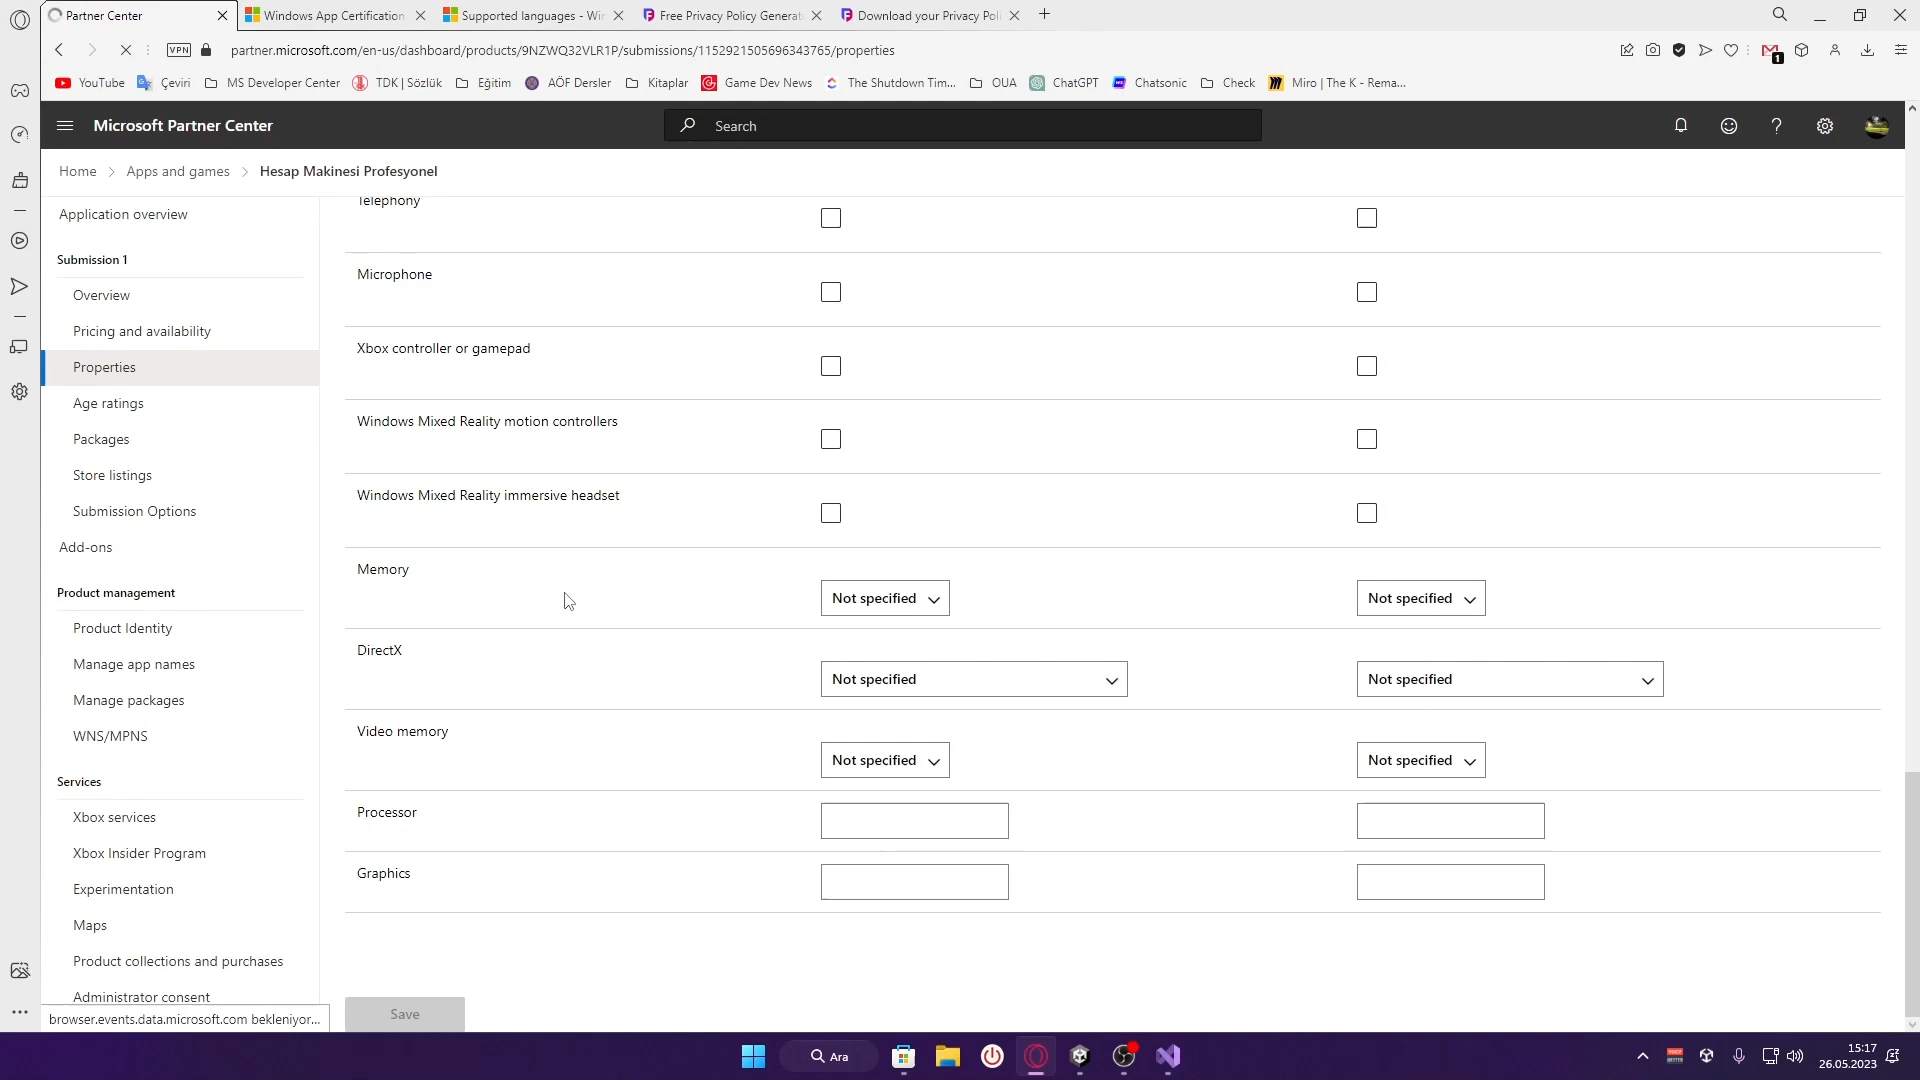 Partner Center
Windows App Certification
Supported languages - Wi
Free Privacy Policy Generat
Download your Privacy Poli
VPN
partner.microsoft.com/en-us/dashboard/products/9NZWQ32VLR1P/submissions/1152921505696343765/properties
1
YouTube
Çeviri
MS Developer Center
TDK | Sözlük
Eğitim
AÖF Dersler
Kitaplar
Game Dev News
The Shutdown Tim...
OUA
ChatGPT
Chatsonic
Check
Miro | The K - Rema...
Microsoft Partner Center
Search
Home
Apps and games
Hesap Makinesi Profesyonel
Application overview
Submission 1
Overview
Pricing and availability
Properties
Age ratings
Packages
Store listings
Submission Options
Add-ons
Product management
Product Identity
Manage app names
Manage packages
WNS/MPNS
Services
Xbox services
Xbox Insider Program
Experimentation
Maps
Product collections and purchases
Administrator consent
browser.events.data.microsoft.com bekleniyor...
Telephony
Microphone
Xbox controller or gamepad
Windows Mixed Reality motion controllers
Windows Mixed Reality immersive headset
Memory
Not specified
Not specified
DirectX
Not specified
Not specified
Video memory
Not specified
Not specified
Processor
Graphics
Save
Ara
15:17
26.05.2023